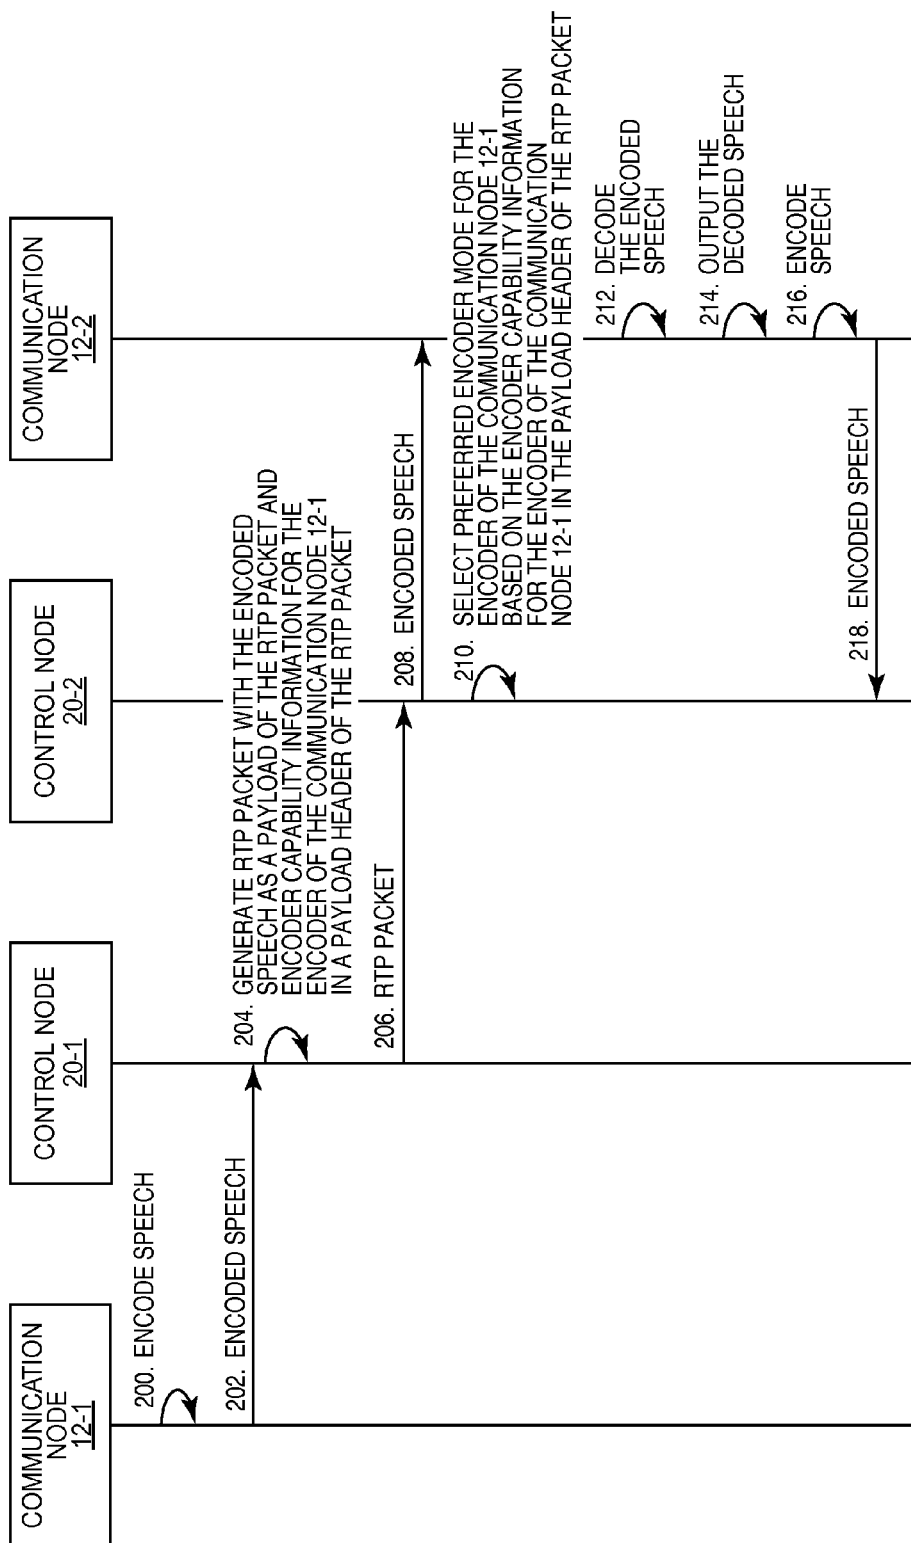 COMMUNICATION
NODE
12-1
CONTROL NODE
20-1
CONTROL NODE
20-2
COMMUNICATION
NODE
12-2
200. ENCODE SPEECH
202. ENCODED SPEECH
204. GENERATE RTP PACKET WITH THE ENCODED
SPEECH AS A PAYLOAD OF THE RTP PACKET AND
ENCODER CAPABILITY INFORMATION FOR THE
ENCODER OF THE COMMUNICATION NODE 12-1
IN A PAYLOAD HEADER OF THE RTP PACKET
206. RTP PACKET
208. ENCODED SPEECH
210. SELECT PREFERRED ENCODER MODE FOR THE
ENCODER OF THE COMMUNICATION NODE 12-1
BASED ON THE ENCODER CAPABILITY INFORMATION
FOR THE ENCODER OF THE COMMUNICATION
NODE 12-1 IN THE PAYLOAD HEADER OF THE RTP PACKET
212. DECODE
THE ENCODED
SPEECH
214. OUTPUT THE
DECODED SPEECH
216. ENCODE
SPEECH
218. ENCODED SPEECH